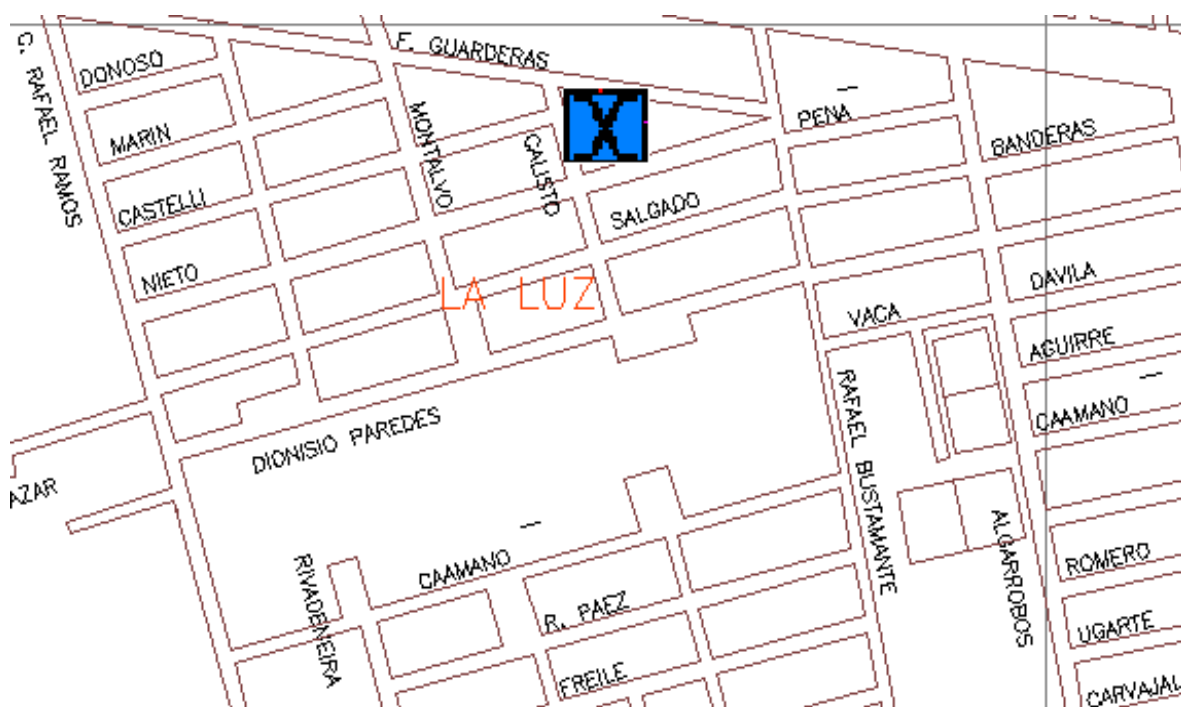 F. GUARDERAS
C. RAFAEL RAMOS
DONOSO
MARIN
MONTALVO
PENA
BANDERAS
CALISTO
CASTELLI
SALGADO
NIETO
LA LUZ
DAVILA
VACA
AGUIRRE
RAFAEL BUSTAMANTE
CAAMANO
DIONISIO PAREDES
AZAR
ALGARROBOS
CAAMANO
RIVADENEIRA
ROMERO
R. PAEZ
UGARTE
FREILE
CARVAJAL